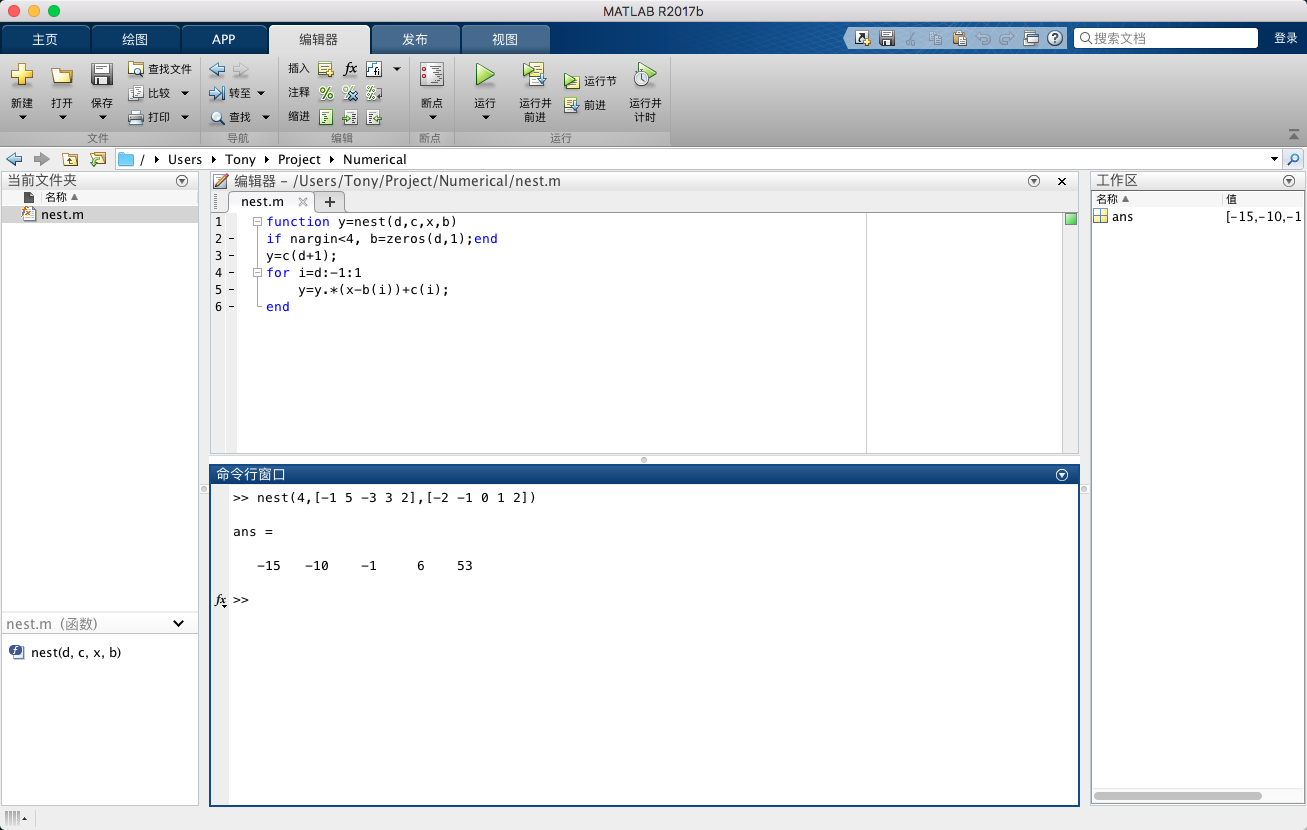 MATLAB R2017b
主页 绘图 APP 编辑器 发布 视图 搜索文档 登录
新建 打开 保存 查找文件 比较 打印 转至 查找 插入 注释 缩进 fx 断点 运行 运行并前进 运行节 前进 运行并计时
文件 导航 编辑 断点 运行
/ Users Tony Project Numerical
当前文件夹
名称
nest.m
编辑器 – /Users/Tony/Project/Numerical/nest.m
nest.m
1 function y=nest(d,c,x,b)
2 – if nargin<4, b=zeros(d,1);end
3 – y=c(d+1);
4 – for i=d:-1:1
5 – y=y.*(x-b(i))+c(i);
6 – end
工作区
名称 值
ans [-15,-10,-1
命令行窗口
>> nest(4,[-1 5 -3 3 2],[-2 -1 0 1 2])
ans =
-15 -10 -1 6 53
fx >>
nest.m (函数)
nest(d, c, x, b)